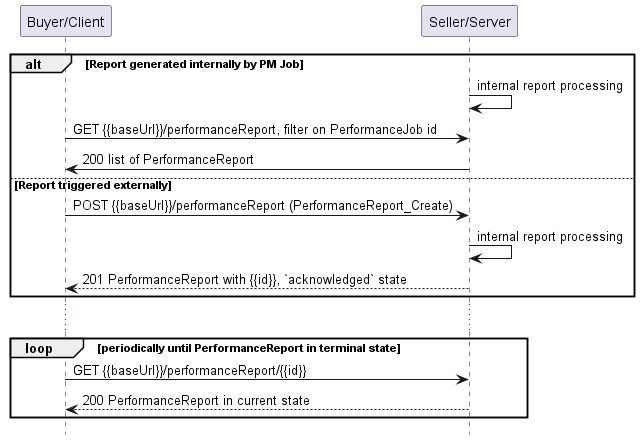 Buyer/Client
Seller/Server
alt
[Report generated internally by PM Job]
internal report processing
GET {{baseUrl}}/performanceReport, filter on PerformanceJob id
200 list of PerformanceReport
[Report triggered externally]
POST {{baseUrl}}/performanceReport (PerformanceReport_Create)
internal report processing
201 PerformanceReport with {{id}}, `acknowledged` state
loop
[periodically until PerformanceReport in terminal state]
GET {{baseUrl}}/performanceReport/{{id}}
200 PerformanceReport in current state